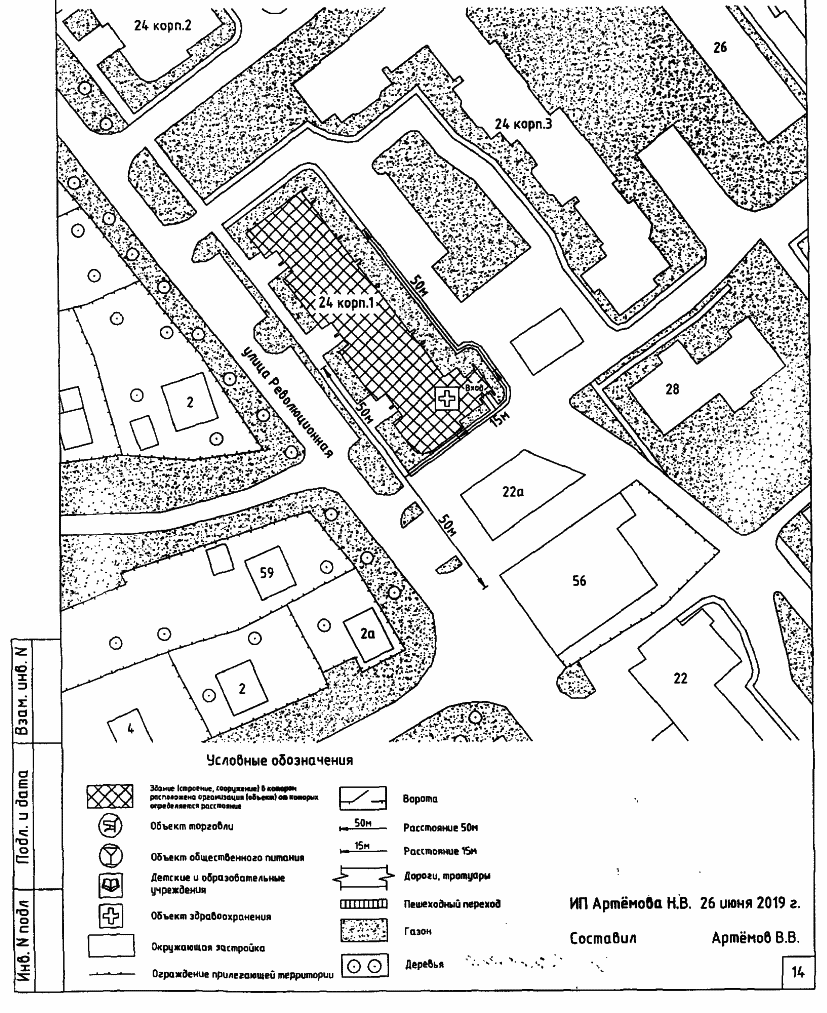 24 корп.2
26
24 корп.3
50м
24 корп.1
улица Революционная
2
Вход
28
50м
15м
22а
50м
56
59
2а
2
22
4
Взам. инв. N
Подл. и дата
Инв. N подл
Условные обозначения
Здание (строение, сооружение) в котором
расположена организация (объект) от которых
определяется расстояние
Объект торговли
Объект общественного питания
Детские и образовательные
учреждения
Объект здравоохранения
Окружающая застройка
Ограждение прилегающей территории
Ворота
50м
Расстояние 50м
15м
Расстояние 15м
Дороги, тротуары
Пешеходный переход
Газон
Деревья
ИП Артёмова Н.В. 26 июня 2019 г.
Составил Артёмов В.В.
14